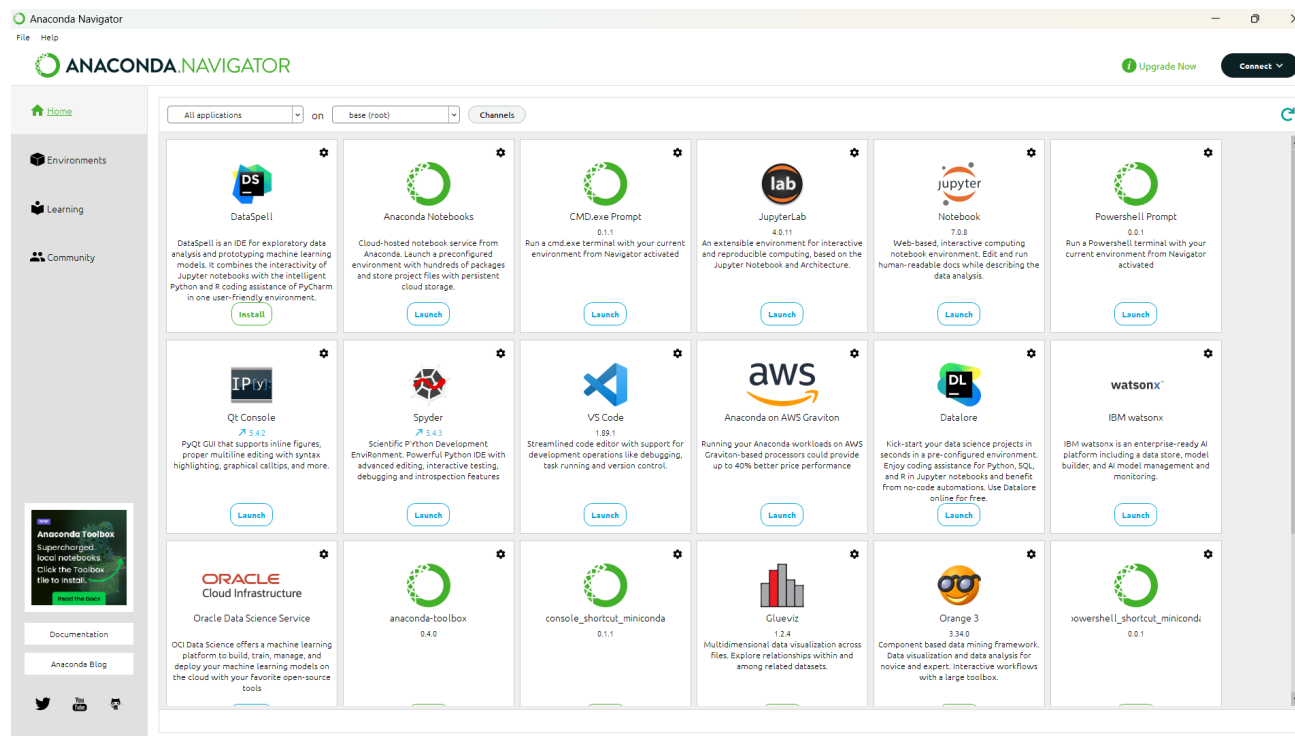 Anaconda Navigator
File Help
ANACONDA.NAVIGATOR
i Upgrade Now
Connect
Home
Environments
Learning
Community
All applications on base (root) Channels
DS
DataSpell
DataSpell is an IDE for exploratory data
analysis and prototyping machine learning
models. It combines the interactivity of
Jupyter notebooks with the intelligent
Python and R coding assistance of PyCharm
in one user-friendly environment.
Install
Anaconda Notebooks
Cloud-hosted notebook service from
Anaconda. Launch a preconfigured
environment with hundreds of packages
and store project files with persistent
cloud storage.
Launch
CMD.exe Prompt
0.1.1
Run a cmd.exe terminal with your current
environment from Navigator activated
Launch
lab
JupyterLab
4.0.11
An extensible environment for interactive
and reproducible computing, based on the
Jupyter Notebook and Architecture.
Launch
jupyter
Notebook
7.0.8
Web-based, interactive computing
notebook environment. Edit and run
human-readable docs while describing the
data analysis.
Launch
Powershell Prompt
0.0.1
Run a Powershell terminal with your
current environment from Navigator
activated
Launch
IP[y]:
Qt Console
5.4.2
PyQt GUI that supports inline figures,
proper multiline editing with syntax
highlighting, graphical calltips, and more.
Launch
Spyder
5.4.3
Scientific PYthon Development
EnviRonment. Powerful Python IDE with
advanced editing, interactive testing,
debugging and introspection features
Launch
VS Code
1.89.1
Streamlined code editor with support for
development operations like debugging,
task running and version control.
Launch
aws
Anaconda on AWS Graviton
Running your Anaconda workloads on AWS
Graviton-based processors could provide
up to 40% better price performance
Launch
DL
Datalore
Kick-start your data science projects in
seconds in a pre-configured environment.
Enjoy coding assistance for Python, SQL,
and R in Jupyter notebooks and benefit
from no-code automations. Use Datalore
online for free.
Launch
watsonx
IBM watsonx
IBM watsonx is an enterprise-ready AI
platform including a data store, model
builder, and AI model management and
monitoring.
Launch
ORACLE
Cloud Infrastructure
Oracle Data Science Service
OCI Data Science offers a machine learning
platform to build, train, manage, and
deploy your machine learning models on
the cloud with your favorite open-source
tools
anaconda-toolbox
0.4.0
console_shortcut_miniconda
0.1.1
Glueviz
1.2.4
Multidimensional data visualization across
files. Explore relationships within and
among related datasets.
Orange 3
3.34.0
Component based data mining framework.
Data visualization and data analysis for
novice and expert. Interactive workflows
with a large toolbox.
powershell_shortcut_miniconda
0.0.1
Anaconda Toolbox
Supercharged
local notebooks.
Click the Toolbox
tile to install.
Read the Docs
Documentation
Anaconda Blog
You
Tube